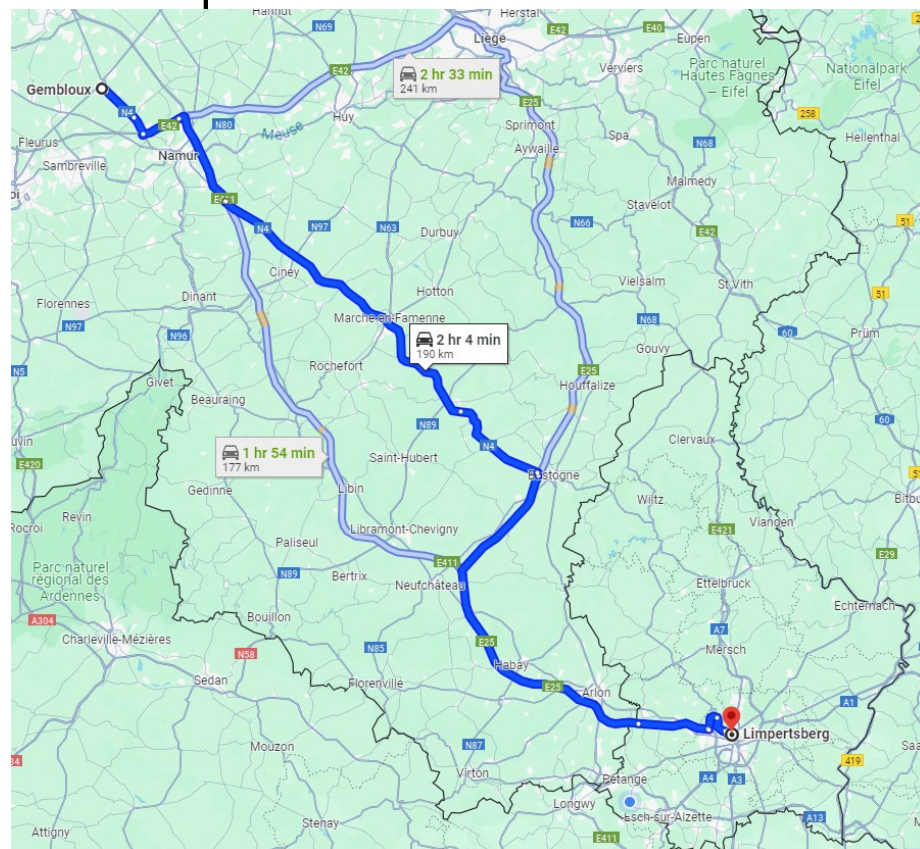 Hannut
Herstal
N69
E42
E40
Liège
Eupen
2 hr 33 min
241 km
Verviers
Parc naturel
Hautes Fagnes
– Eifel
Nationalpark
Eifel
Gembloux
N4
E42
N80
Meuse
Huy
E25
258
Fleurus
Sprimont
Spa
Hellenthal
Namur
Sambreville
Aywaille
N68
Malmedy
Stavelot
N4
N97
N63
Durbuy
N66
E42
51
Ciney
Florennes
Dinant
Hotton
Vielsalm
St Vith
51
N97
N96
Marche-en-Famenne
N68
60
Prüm
2 hr 4 min
190 km
N5
Rochefort
Gouvy
E25
Givet
Houffalize
Beauraing
60
N89
Clervaux
E420
1 hr 54 min
177 km
Saint-Hubert
N4
Bastogne
Gedinne
Libin
Wiltz
Rocroi
Revin
E421
Vianden
Libramont-Chevigny
Paliseul
E29
E411
Parc naturel
régional des
Ardennes
N89
Bertrix
Neufchâteau
Ettelbruck
Echternach
A304
Bouillon
A7
Charleville-Mézières
E25
N85
Mersch
N58
Habay
Sedan
Florenville
E25
Arlon
A1
Limpertsberg
N87
419
Mouzon
Virton
Pétange
A4
A3
Longwy
Esch-sur-Alzette
A13
Stenay
Attigny
E411